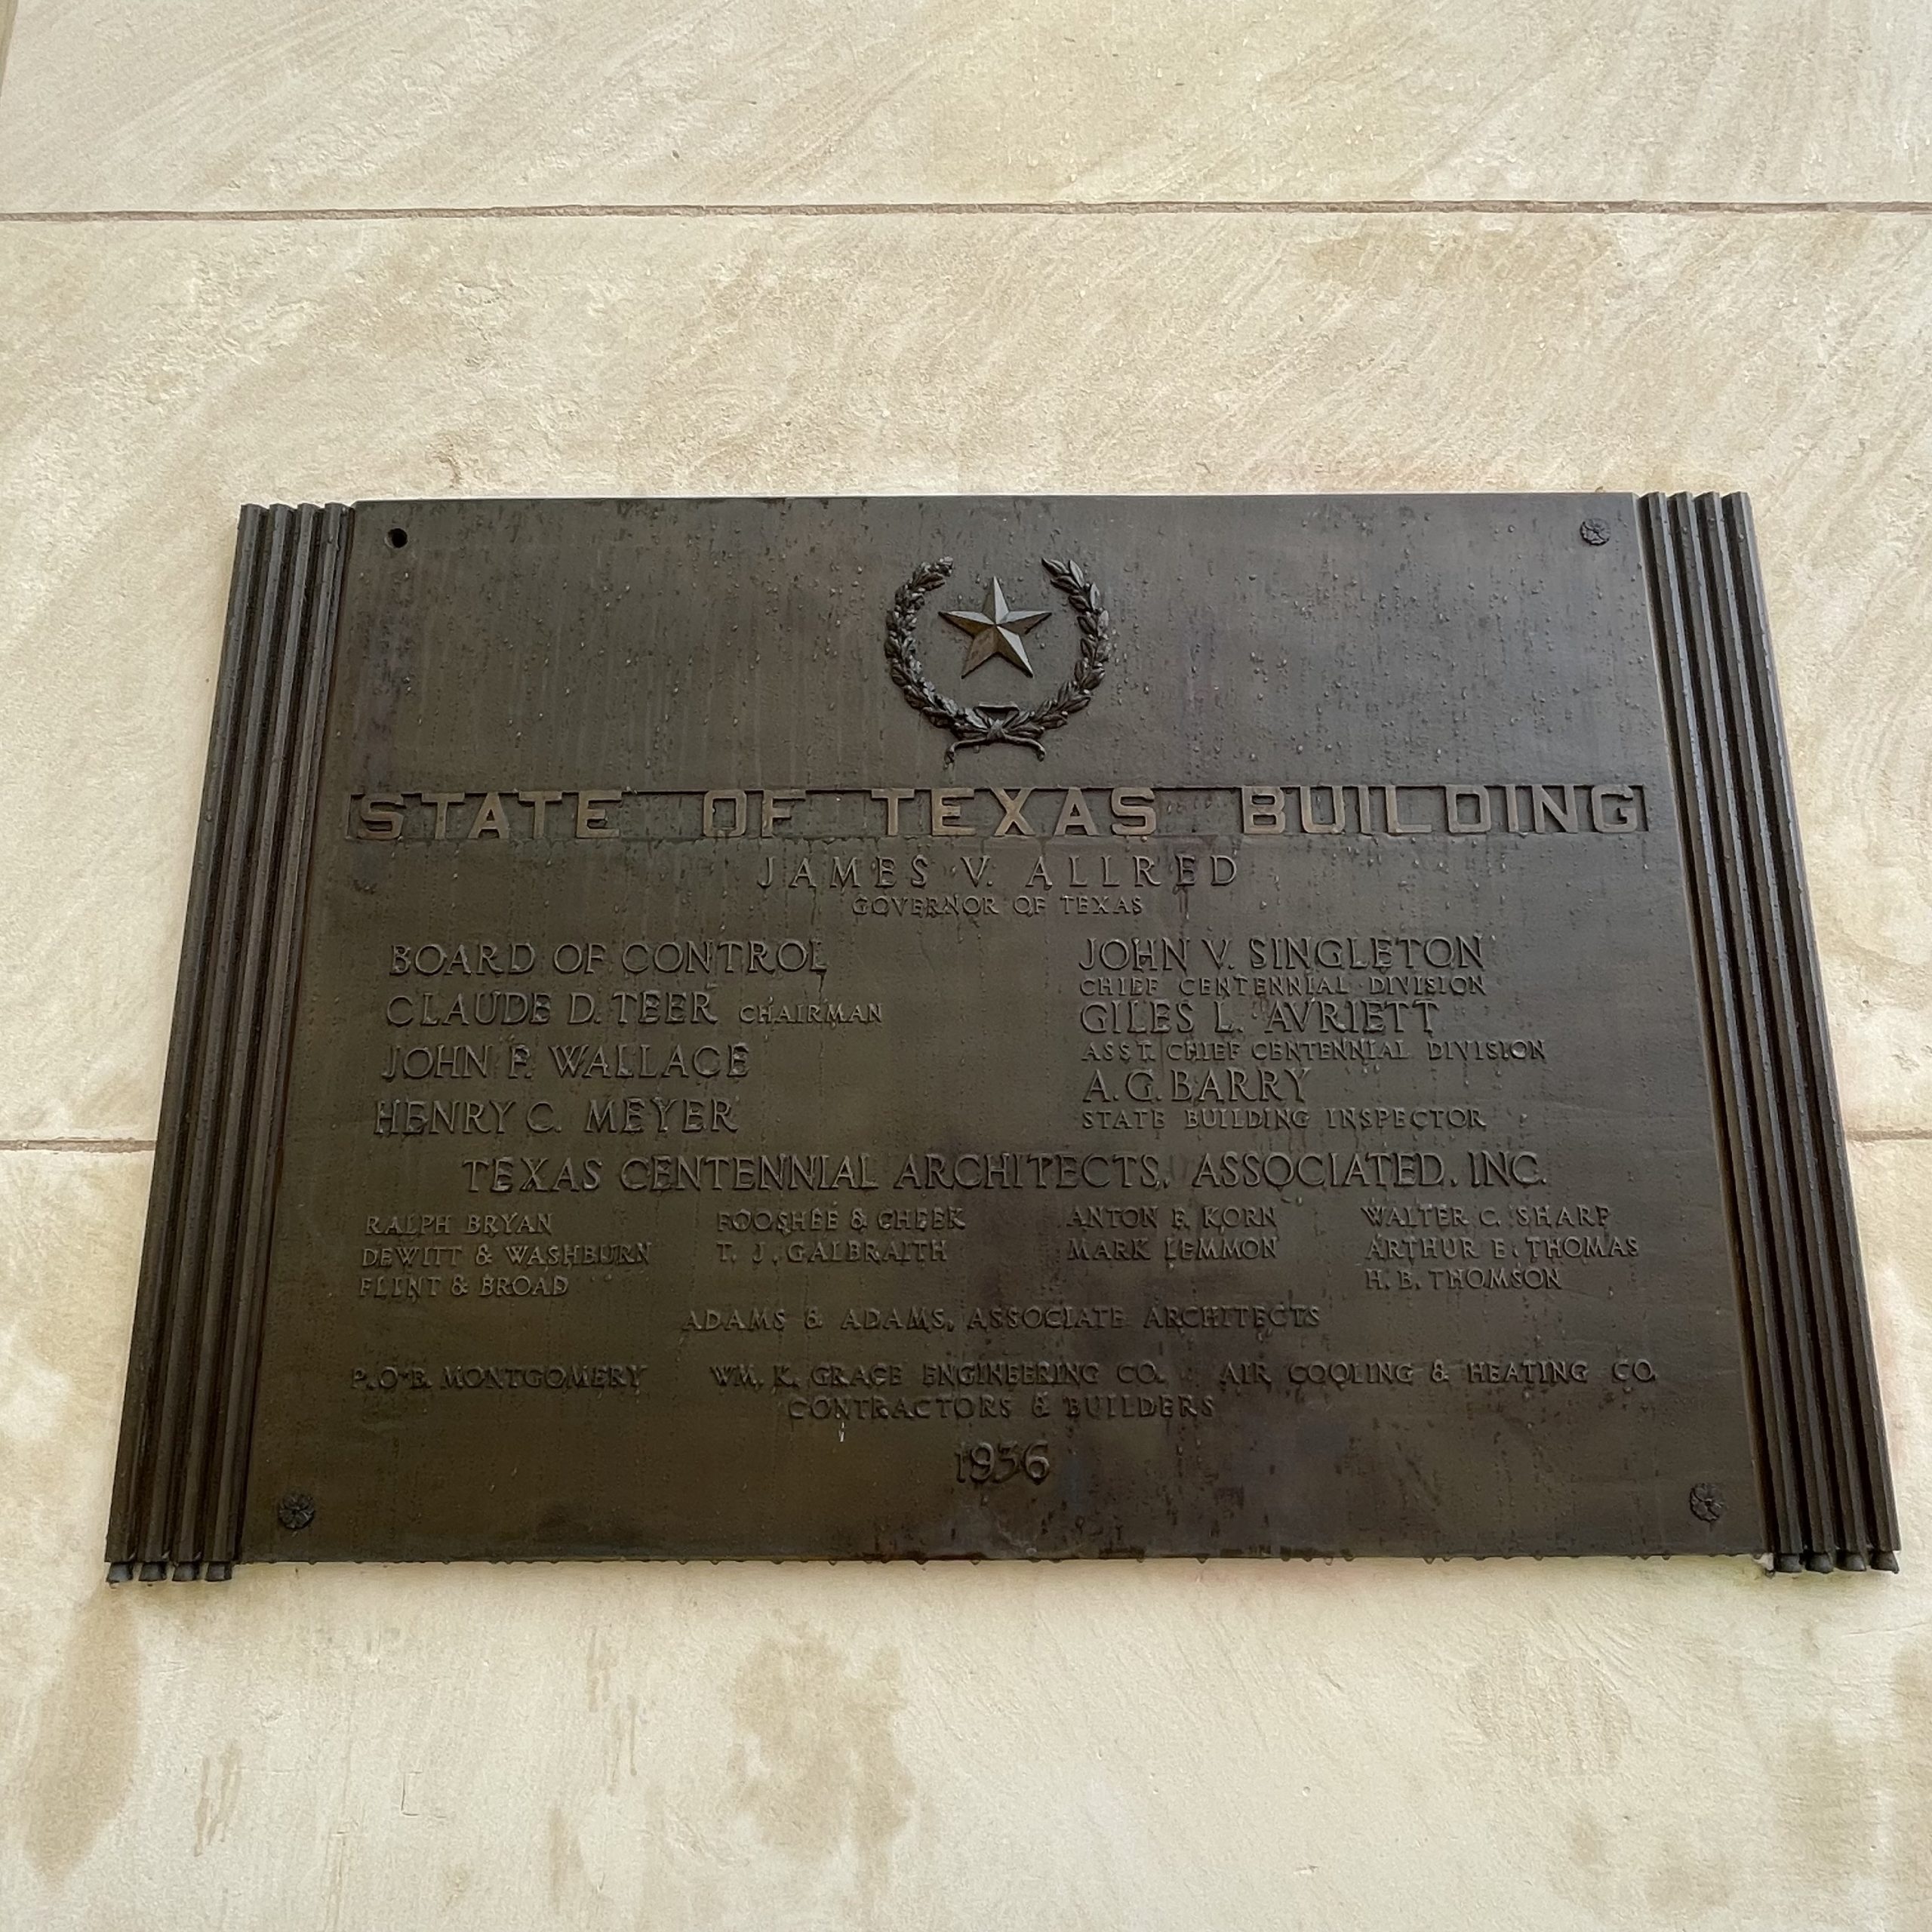 STATE OF TEXAS BUILDING
JAMES V. ALLRED
GOVERNOR OF TEXAS
BOARD OF CONTROL
CLAUDE D. TEER CHAIRMAN
JOHN F. WALLACE
HENRY C. MEYER
JOHN V. SINGLETON
CHIEF CENTENNIAL DIVISION
GILES L. AVRIETT
ASST. CHIEF CENTENNIAL DIVISION
A. G. BARRY
STATE BUILDING INSPECTOR
TEXAS CENTENNIAL ARCHITECTS, ASSOCIATED, INC.
RALPH BRYAN
DEWITT & WASHBURN
FLINT & BROAD
FOOSHEE & CHEEK
T. J. GALBRAITH
ANTON F. KORN
MARK LEMMON
WALTER C. SHARP
ARTHUR E. THOMAS
H. B. THOMSON
ADAMS & ADAMS, ASSOCIATE ARCHITECTS
P. O'B. MONTGOMERY WM. K. GRACE ENGINEERING CO. AIR COOLING & HEATING CO.
CONTRACTORS & BUILDERS
1936